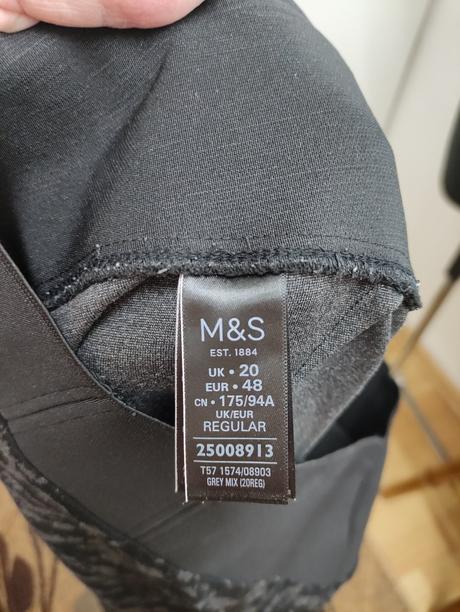 M&S
EST. 1884
UK • 20
EUR • 48
CN • 175/94A
UK/EUR
REGULAR
25008913
T57 1574/08903
GREY MIX (20REG)